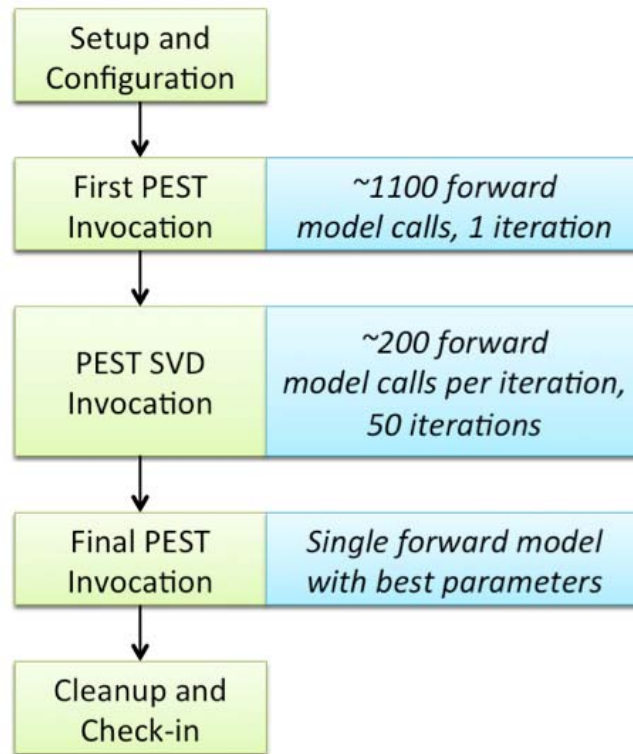 Setup and
Configuration
First PEST
Invocation
~1100 forward
model calls, 1 iteration
PEST SVD
Invocation
~200 forward
model calls per iteration,
50 iterations
Final PEST
Invocation
Single forward model
with best parameters
Cleanup and
Check-in